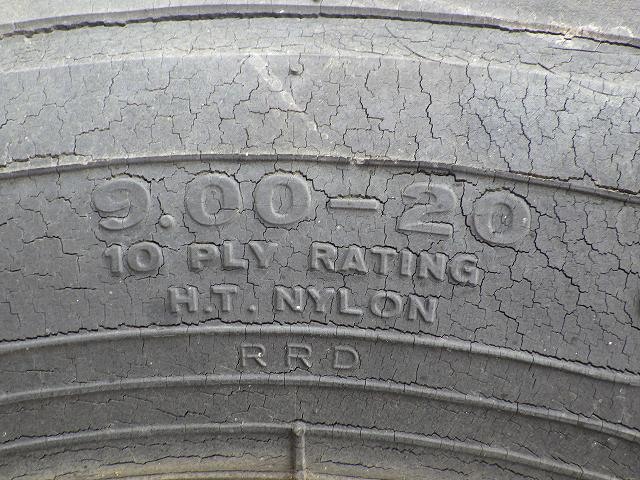 9.00-20
10 PLY RATING
H.T. NYLON
RRD